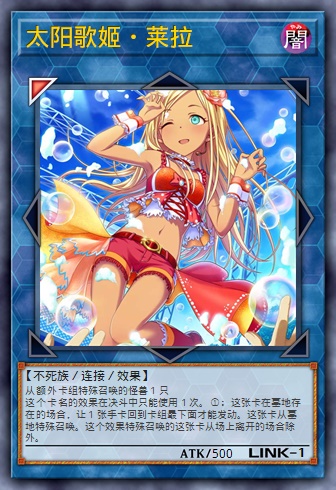 太阳歌姬·莱拉
闇
【不死族／连接／效果】
从额外卡组特殊召唤的怪兽1只
这个卡名的效果在决斗中只能使用1次。①：这张卡在墓地存
在的场合，让1张手卡回到卡组最下面才能发动。这张卡从墓
地特殊召唤。这个效果特殊召唤的这张卡从场上离开的场合除
外。
ATK/500 LINK-1